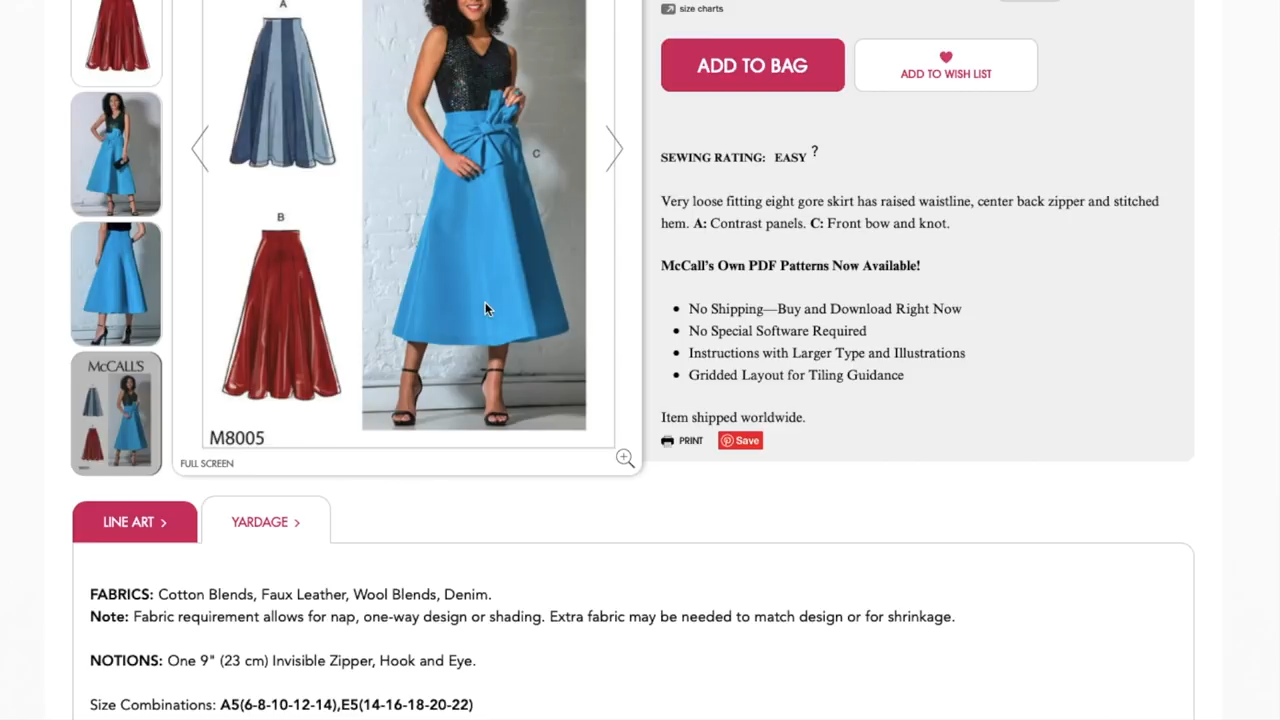 A
size charts
ADD TO BAG
ADD TO WISH LIST
C
SEWING RATING: EASY ?
Very loose fitting eight gore skirt has raised waistline, center back zipper and stitched
hem. A: Contrast panels. C: Front bow and knot.
B
McCall's Own PDF Patterns Now Available!
• No Shipping—Buy and Download Right Now
• No Special Software Required
• Instructions with Larger Type and Illustrations
• Gridded Layout for Tiling Guidance
McCALL'S
Item shipped worldwide.
M8005
PRINT
Save
FULL SCREEN
LINE ART >
YARDAGE >
FABRICS: Cotton Blends, Faux Leather, Wool Blends, Denim.
Note: Fabric requirement allows for nap, one-way design or shading. Extra fabric may be needed to match design or for shrinkage.
NOTIONS: One 9" (23 cm) Invisible Zipper, Hook and Eye.
Size Combinations: A5(6-8-10-12-14),E5(14-16-18-20-22)